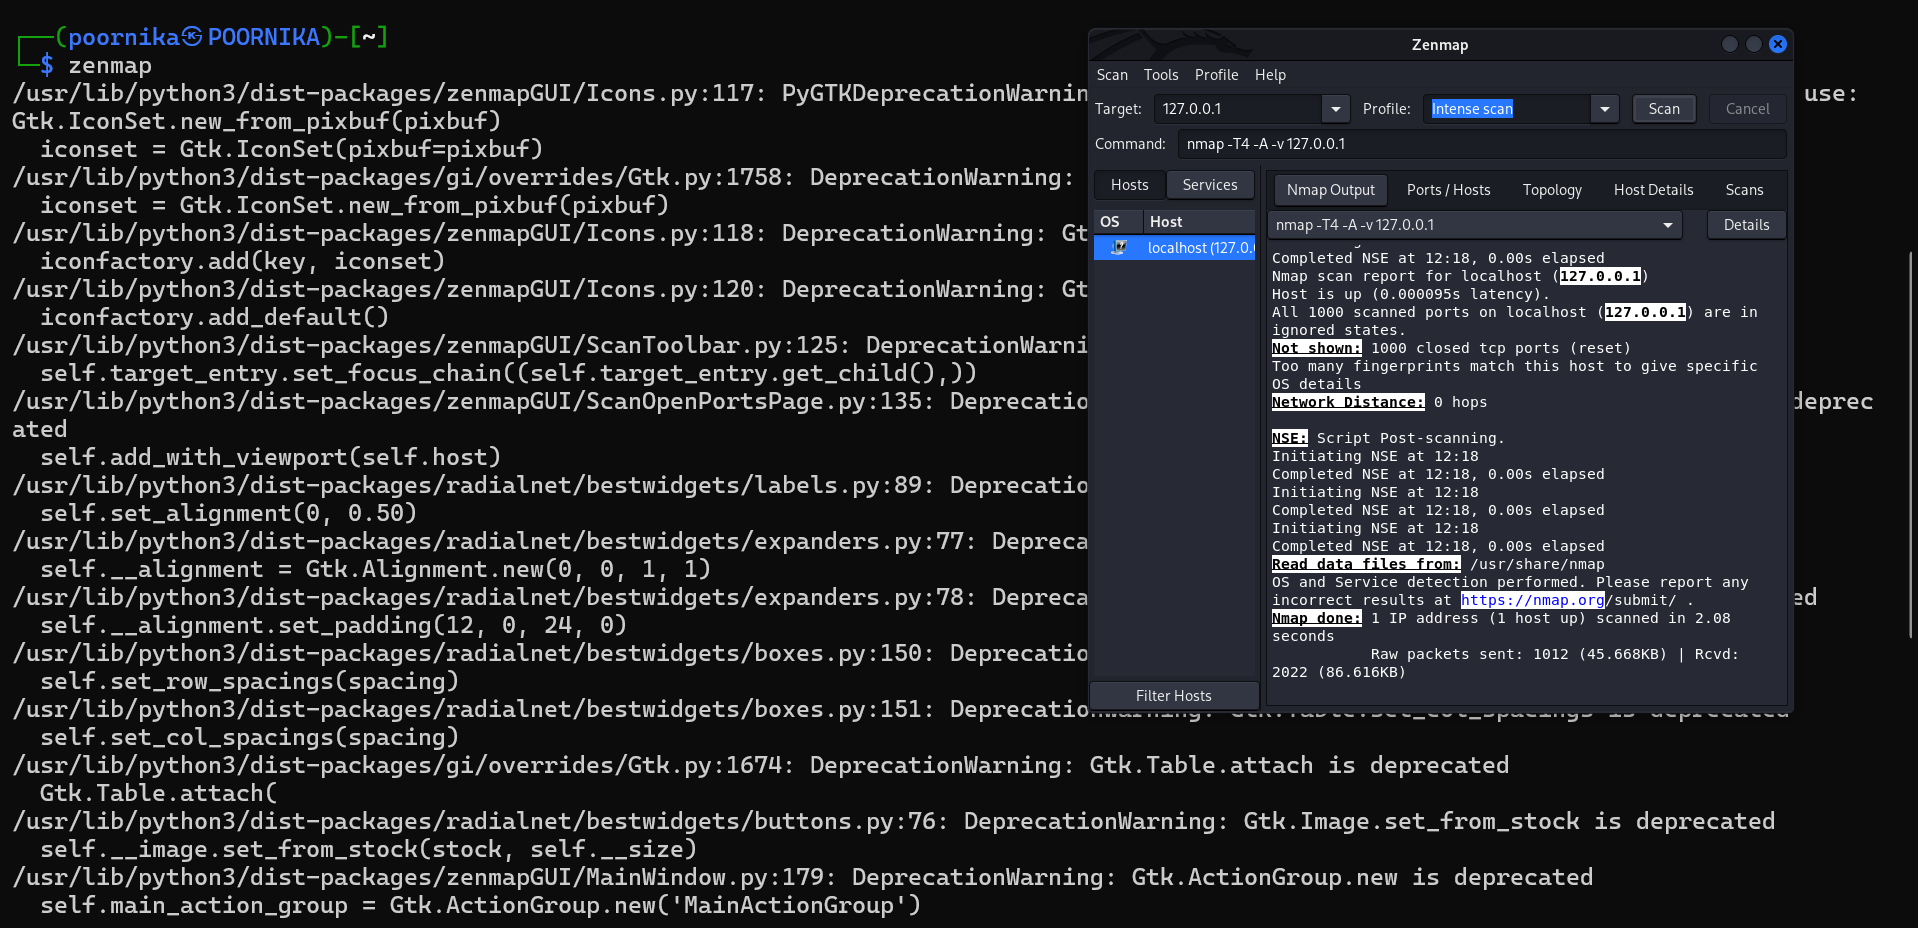 (poornika㉿POORNIKA)-[~]
$ zenmap
/usr/lib/python3/dist-packages/zenmapGUI/Icons.py:117: PyGTKDeprecationWarnin use:
Gtk.IconSet.new_from_pixbuf(pixbuf)
iconset = Gtk.IconSet(pixbuf=pixbuf)
/usr/lib/python3/dist-packages/gi/overrides/Gtk.py:1758: DeprecationWarning:
iconset = Gtk.IconSet.new_from_pixbuf(pixbuf)
/usr/lib/python3/dist-packages/zenmapGUI/Icons.py:118: DeprecationWarning: Gt
iconfactory.add(key, iconset)
/usr/lib/python3/dist-packages/zenmapGUI/Icons.py:120: DeprecationWarning: Gt
iconfactory.add_default()
/usr/lib/python3/dist-packages/zenmapGUI/ScanToolbar.py:125: DeprecationWarni
self.target_entry.set_focus_chain((self.target_entry.get_child(),))
/usr/lib/python3/dist-packages/zenmapGUI/ScanOpenPortsPage.py:135: Deprecatio deprec
ated
self.add_with_viewport(self.host)
/usr/lib/python3/dist-packages/radialnet/bestwidgets/labels.py:89: Deprecatio
self.set_alignment(0, 0.50)
/usr/lib/python3/dist-packages/radialnet/bestwidgets/expanders.py:77: Depreca
self.__alignment = Gtk.Alignment.new(0, 0, 1, 1)
/usr/lib/python3/dist-packages/radialnet/bestwidgets/expanders.py:78: Depreca ed
self.__alignment.set_padding(12, 0, 24, 0)
/usr/lib/python3/dist-packages/radialnet/bestwidgets/boxes.py:150: Deprecatio
self.set_row_spacings(spacing)
/usr/lib/python3/dist-packages/radialnet/bestwidgets/boxes.py:151: DeprecationWarning: Gtk.Table.set_col_spacings is deprecated
self.set_col_spacings(spacing)
/usr/lib/python3/dist-packages/gi/overrides/Gtk.py:1674: DeprecationWarning: Gtk.Table.attach is deprecated
Gtk.Table.attach(
/usr/lib/python3/dist-packages/radialnet/bestwidgets/buttons.py:76: DeprecationWarning: Gtk.Image.set_from_stock is deprecated
self.__image.set_from_stock(stock, self.__size)
/usr/lib/python3/dist-packages/zenmapGUI/MainWindow.py:179: DeprecationWarning: Gtk.ActionGroup.new is deprecated
self.main_action_group = Gtk.ActionGroup.new('MainActionGroup')
Zenmap
Scan Tools Profile Help
Target: 127.0.0.1 Profile: Intense scan Scan Cancel
Command: nmap -T4 -A -v 127.0.0.1
Hosts Services
OS Host
localhost (127.0.
Filter Hosts
Nmap Output Ports / Hosts Topology Host Details Scans
nmap -T4 -A -v 127.0.0.1 Details
Completed NSE at 12:18, 0.00s elapsed
Nmap scan report for localhost (127.0.0.1)
Host is up (0.000095s latency).
All 1000 scanned ports on localhost (127.0.0.1) are in
ignored states.
Not shown: 1000 closed tcp ports (reset)
Too many fingerprints match this host to give specific
OS details
Network Distance: 0 hops
NSE: Script Post-scanning.
Initiating NSE at 12:18
Completed NSE at 12:18, 0.00s elapsed
Initiating NSE at 12:18
Completed NSE at 12:18, 0.00s elapsed
Initiating NSE at 12:18
Completed NSE at 12:18, 0.00s elapsed
Read data files from: /usr/share/nmap
OS and Service detection performed. Please report any
incorrect results at https://nmap.org/submit/ .
Nmap done: 1 IP address (1 host up) scanned in 2.08
seconds
Raw packets sent: 1012 (45.668KB) | Rcvd:
2022 (86.616KB)